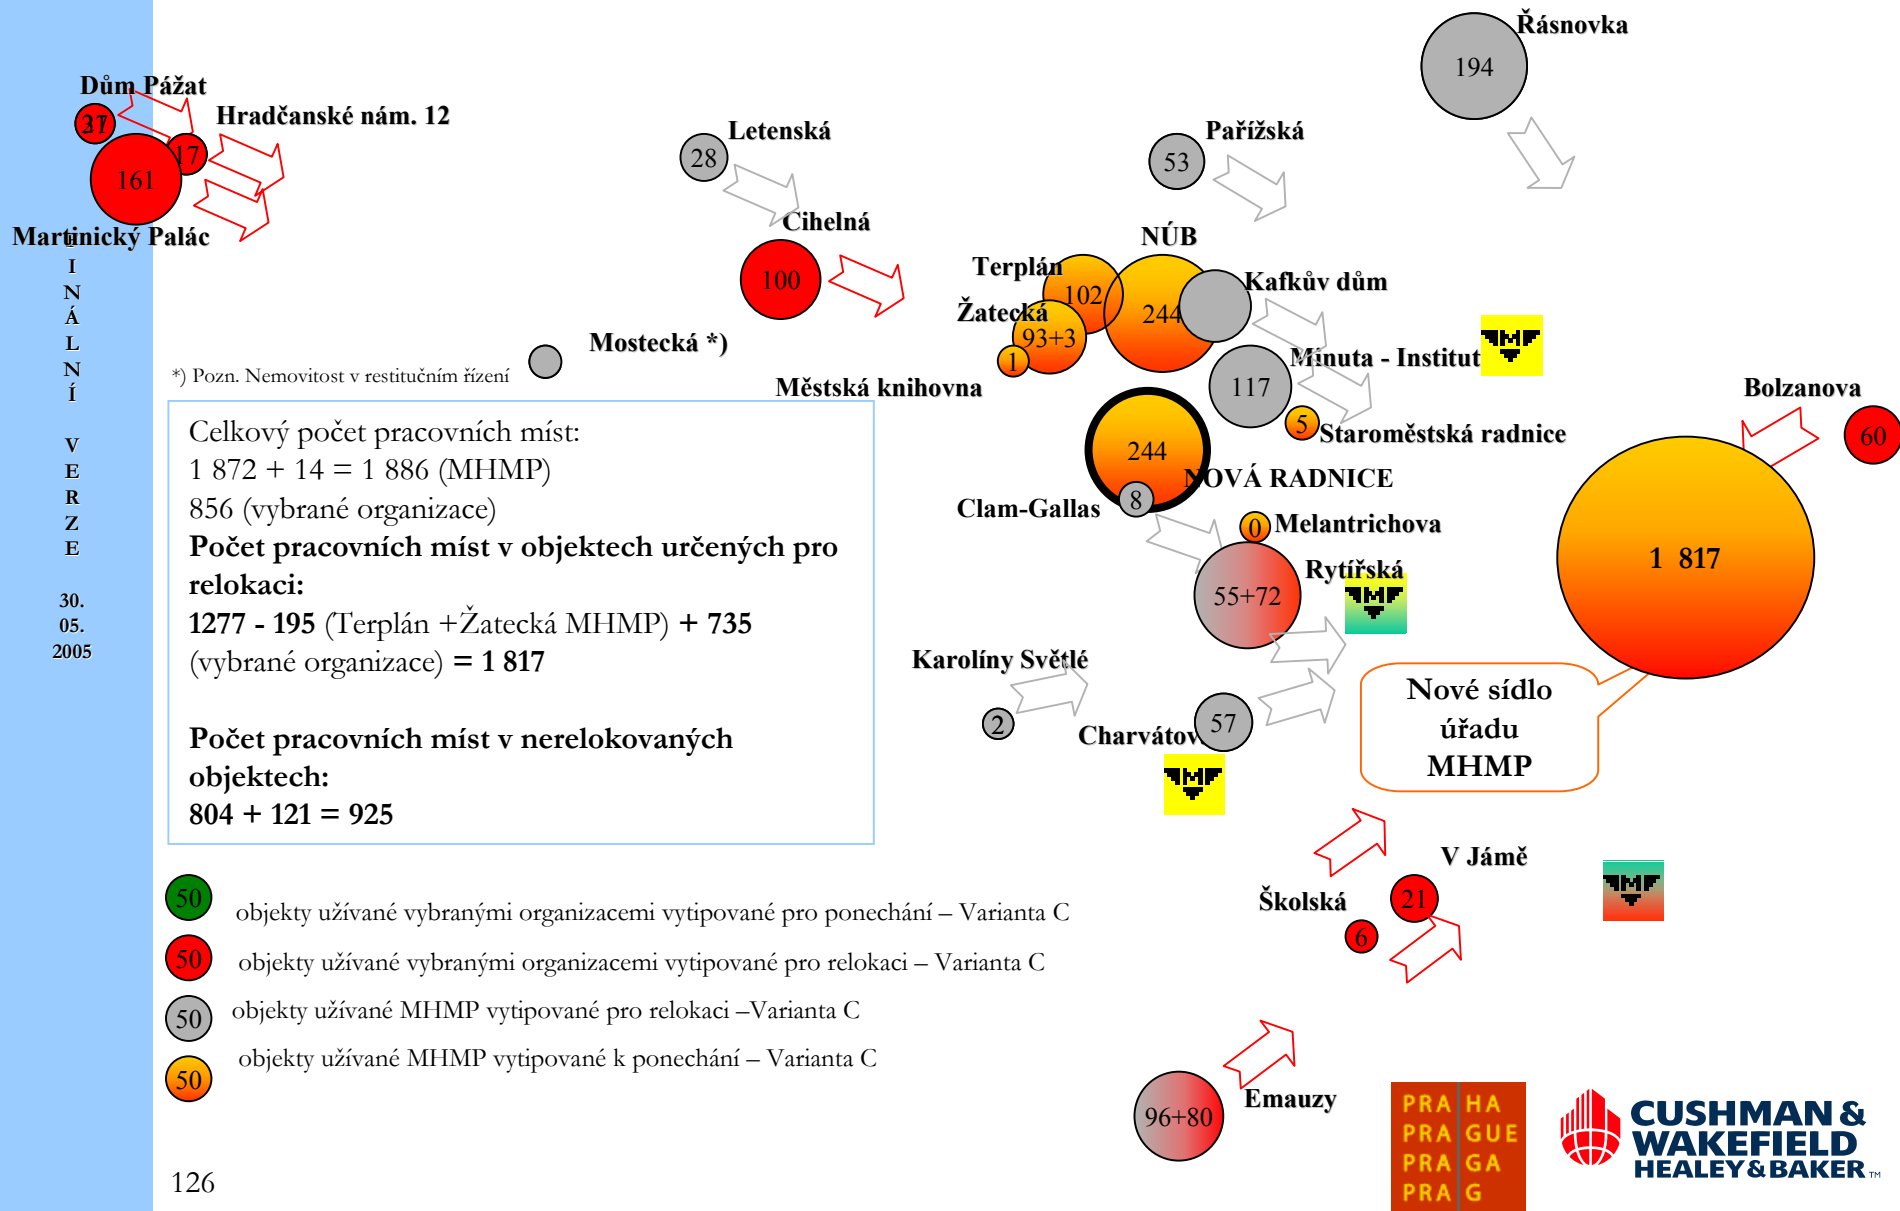 Řásnovka
194
Dům Pážat
Hradčanské nám. 12
17
161
Martinický Palác
Letenská
28
Pařížská
53
Cihelná
100
NÚB
Terplán
102
244
Kafkův dům
Žatecká
93+3
1
Městská knihovna
Mostecká *)
*) Pozn. Nemovitost v restitučním řízení
Minuta - Institut
117
5
Staroměstská radnice
Bolzanova
60
244
NOVÁ RADNICE
8
Clam-Gallas
0
Melantrichova
Rytířská
55+72
1 817
Karolíny Světlé
2
Charvátov
57
Nové sídlo
úřadu
MHMP
V Jámě
21
Školská
6
Emauzy
96+80
F
I
N
Á
L
N
Í
V
E
R
Z
E
30.
05.
2005
Celkový počet pracovních míst:
1 872 + 14 = 1 886 (MHMP)
856 (vybrané organizace)
Počet pracovních míst v objektech určených pro
relokaci:
1277 - 195 (Terplán +Žatecká MHMP) + 735
(vybrané organizace) = 1 817
Počet pracovních míst v nerelokovaných
objektech:
804 + 121 = 925
50 objekty užívané vybranými organizacemi vytipované pro ponechání – Varianta C
50 objekty užívané vybranými organizacemi vytipované pro relokaci – Varianta C
50 objekty užívané MHMP vytipované pro relokaci –Varianta C
50 objekty užívané MHMP vytipované k ponechání – Varianta C
126
PRA HA
PRA GUE
PRA GA
PRA G
CUSHMAN &
WAKEFIELD
HEALEY & BAKER TM